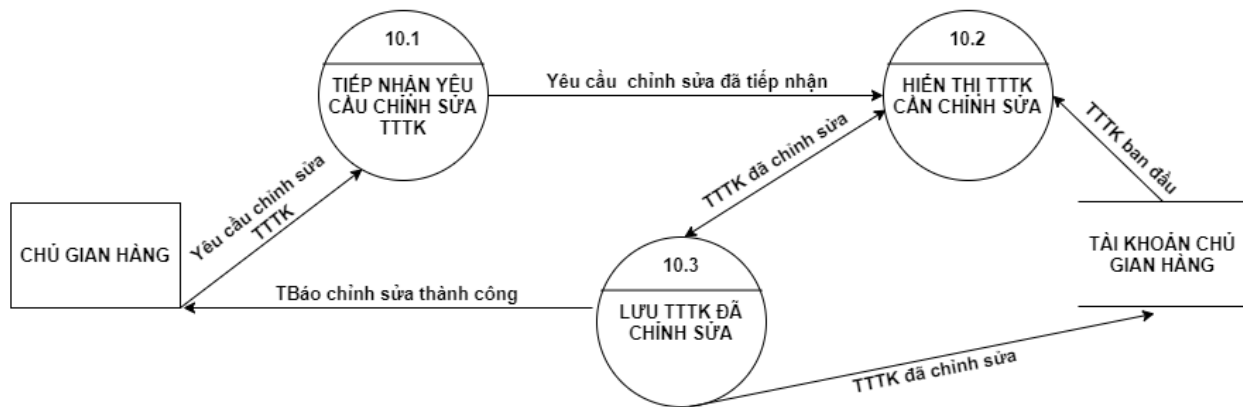 10.1
TIẾP NHẬN YÊU
CẦU CHỈNH SỬA
TTTK
Yêu cầu chỉnh sửa đã tiếp nhận
10.2
HIỂN THỊ TTTK
CẦN CHỈNH SỬA
Yêu cầu chỉnh sửa
TTTK
TTTK đã chỉnh sửa
TTTK ban đầu
CHỦ GIAN HÀNG
TÀI KHOẢN CHỦ
GIAN HÀNG
TBáo chỉnh sửa thành công
10.3
LƯU TTTK ĐÃ
CHỈNH SỬA
TTTK đã chỉnh sửa